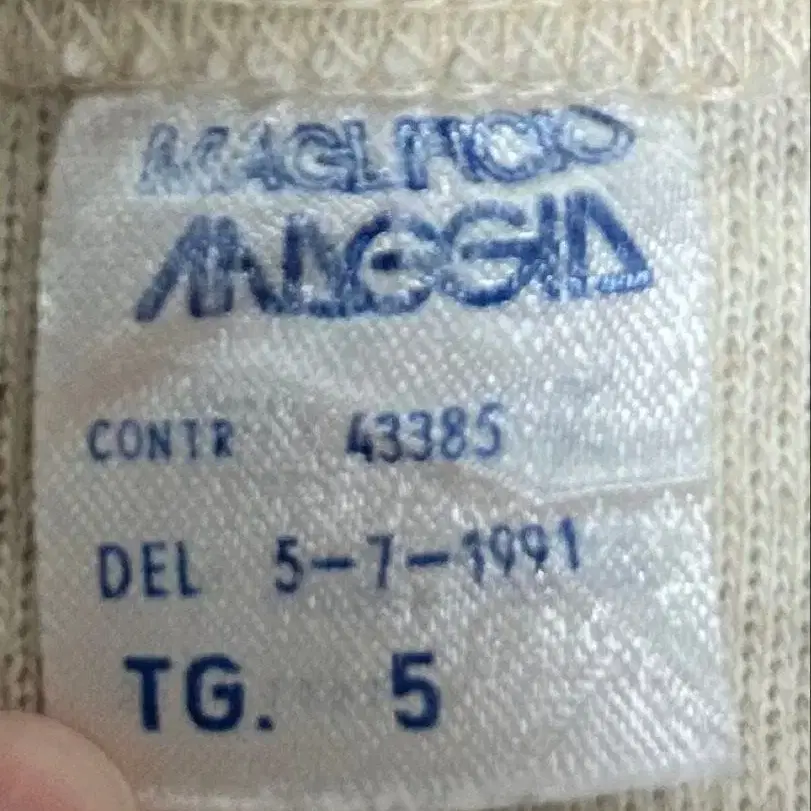 MAGLIFICIO
MAGGIA
CONTR 43385
DEL 5-7-1991
TG. 5